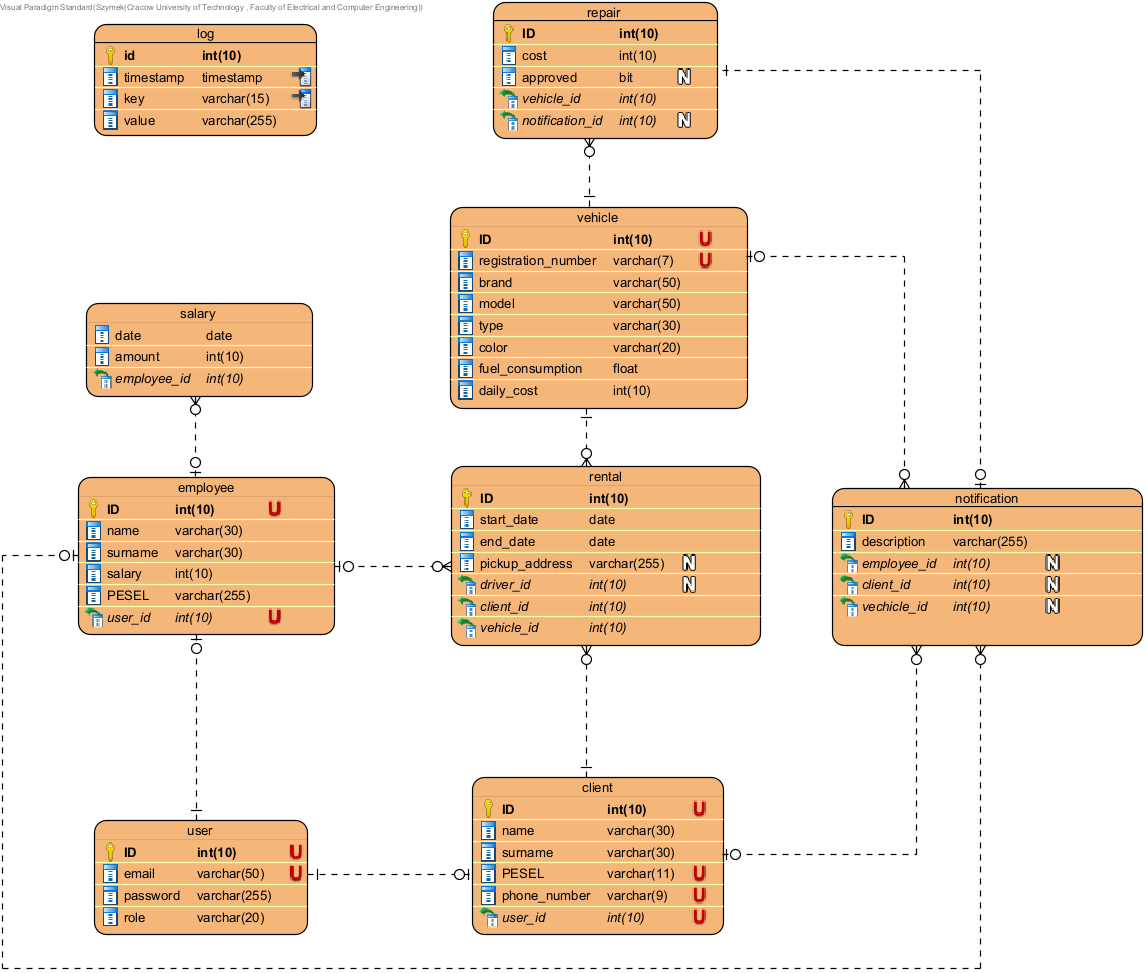 Visual Paradigm Standard(Szymek(Cracow University of Technology , Faculty of Electrical and Computer Engineering))
log
id int(10)
timestamp timestamp
key varchar(15)
value varchar(255)
repair
ID int(10)
cost int(10)
approved bit N
vehicle_id int(10)
notification_id int(10) N
vehicle
ID int(10) U
registration_number varchar(7) U
brand varchar(50)
model varchar(50)
type varchar(30)
color varchar(20)
fuel_consumption float
daily_cost int(10)
salary
date date
amount int(10)
employee_id int(10)
employee
ID int(10) U
name varchar(30)
surname varchar(30)
salary int(10)
PESEL varchar(255)
user_id int(10) U
rental
ID int(10)
start_date date
end_date date
pickup_address varchar(255) N
driver_id int(10) N
client_id int(10)
vehicle_id int(10)
notification
ID int(10)
description varchar(255)
employee_id int(10) N
client_id int(10) N
vechicle_id int(10) N
user
ID int(10) U
email varchar(50) U
password varchar(255)
role varchar(20)
client
ID int(10) U
name varchar(30)
surname varchar(30)
PESEL varchar(11) U
phone_number varchar(9) U
user_id int(10) U